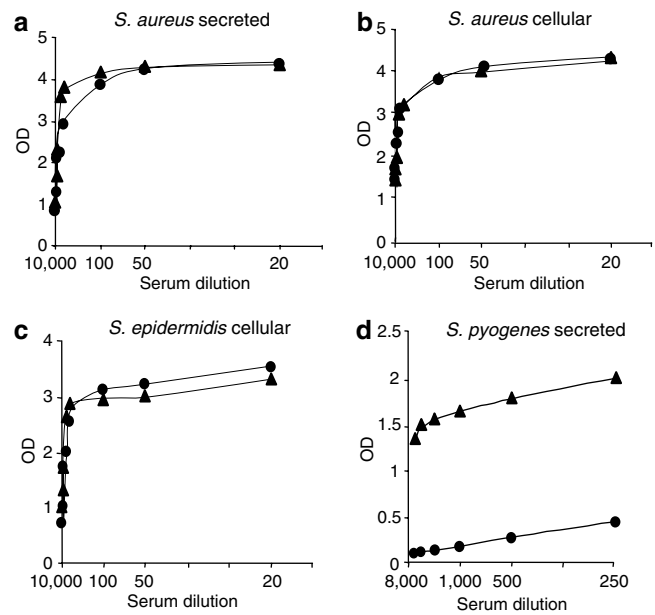 a S. aureus secreted
5
4
3
2
1
0
OD
10,000 100 50 20
Serum dilution
b S. aureus cellular
5
4
3
2
1
0
OD
10,000 100 50 20
Serum dilution
c S. epidermidis cellular
4
3
2
1
0
OD
10,000 100 50 20
Serum dilution
d S. pyogenes secreted
2.5
2
1.5
1
0.5
0
OD
8,000 1,000 500 250
Serum dilution